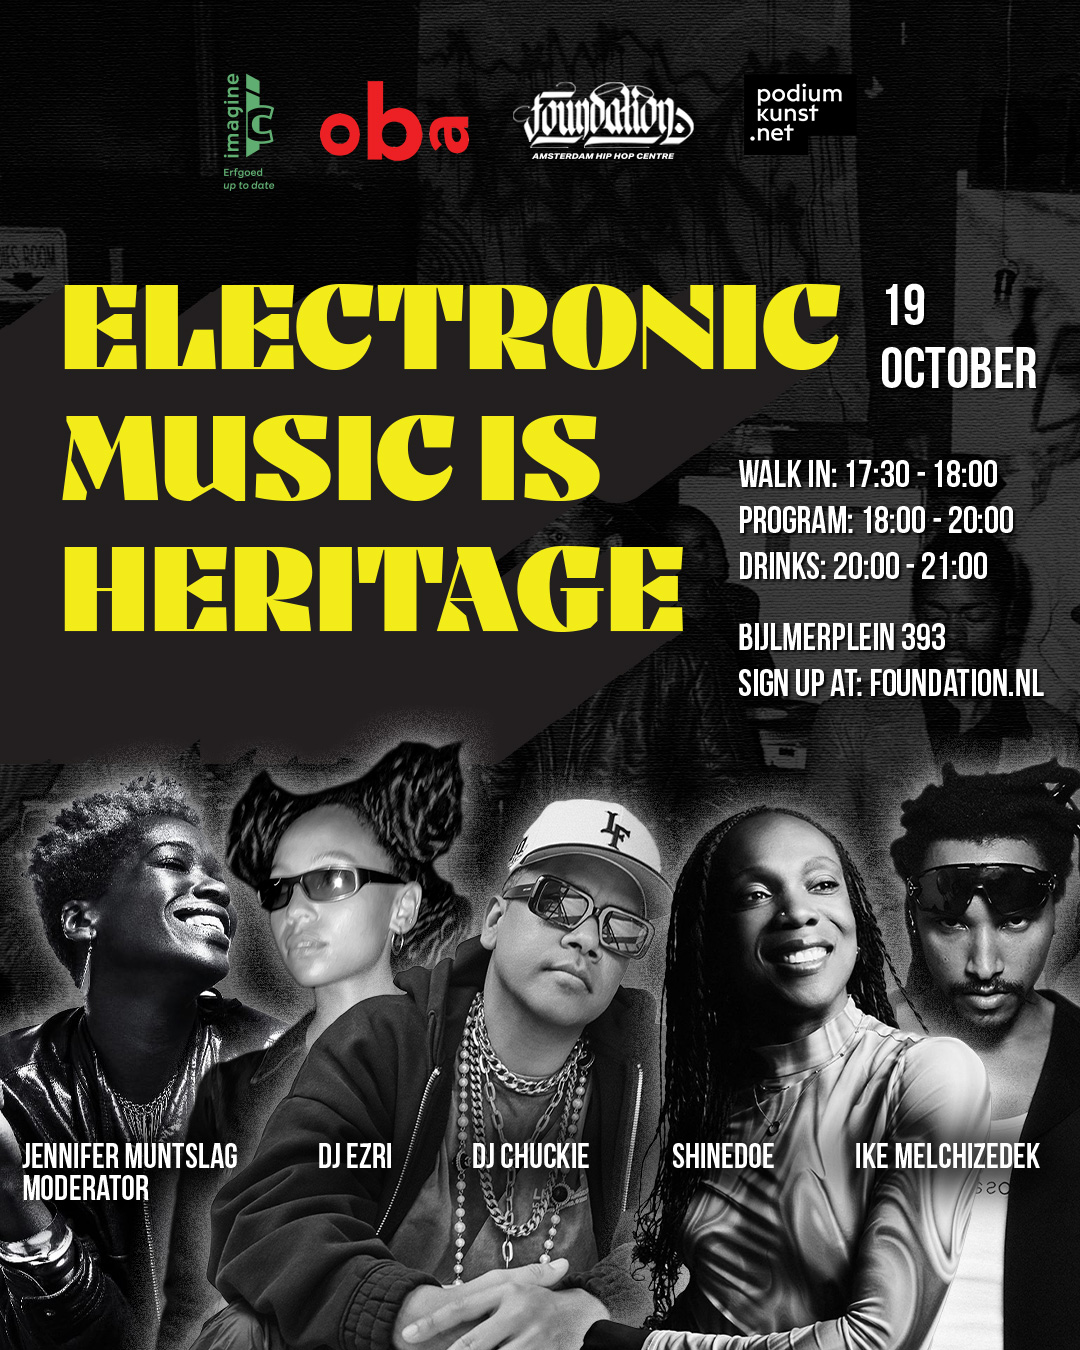 imagine IC
Erfgoed
up to date
oba
foundation
AMSTERDAM HIP HOP CENTRE
podium
kunst
.net
ELECTRONIC
MUSIC IS
HERITAGE
19
OCTOBER
WALK IN: 17:30 - 18:00
PROGRAM: 18:00 - 20:00
DRINKS: 20:00 - 21:00
BIJLMERPLEIN 393
SIGN UP AT: FOUNDATION.NL
LF
JENNIFER MUNTSLAG
MODERATOR
DJ EZRI
DJ CHUCKIE
SHINEDOE
IKE MELCHIZEDEK